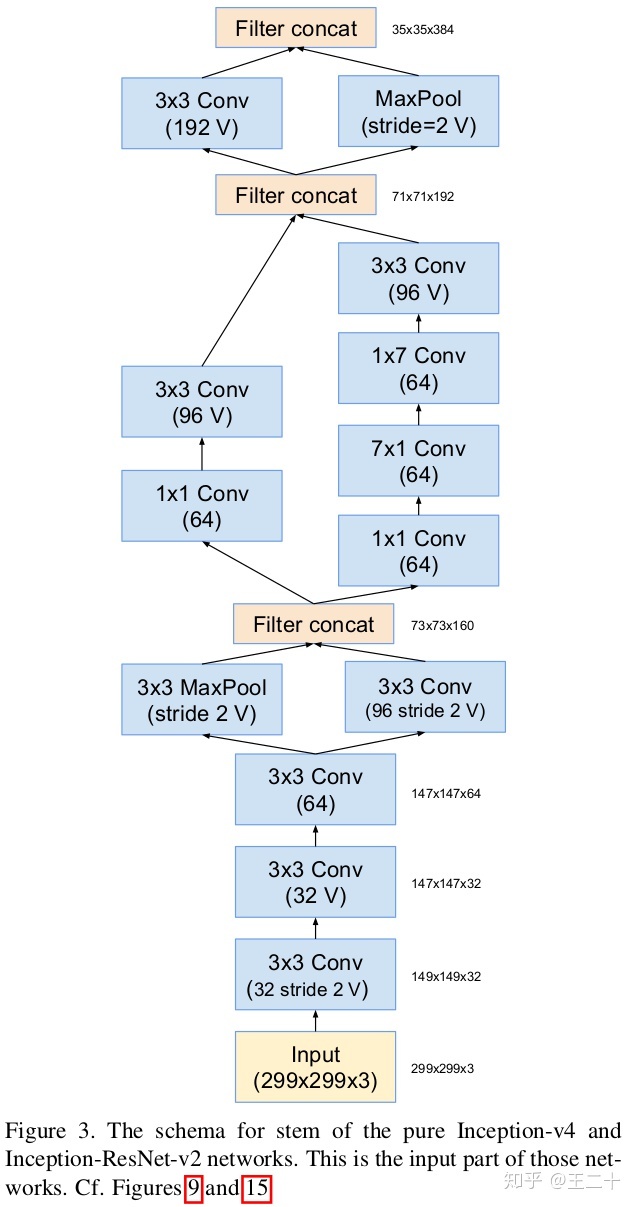 Filter concat
35x35x384
3x3 Conv
(192 V)
MaxPool
(stride=2 V)
Filter concat
71x71x192
3x3 Conv
(96 V)
1x7 Conv
(64)
3x3 Conv
(96 V)
7x1 Conv
(64)
1x1 Conv
(64)
1x1 Conv
(64)
Filter concat
73x73x160
3x3 MaxPool
(stride 2 V)
3x3 Conv
(96 stride 2 V)
3x3 Conv
(64)
147x147x64
3x3 Conv
(32 V)
147x147x32
3x3 Conv
(32 stride 2 V)
149x149x32
Input
(299x299x3)
299x299x3
Figure 3. The schema for stem of the pure Inception-v4 and
Inception-ResNet-v2 networks. This is the input part of those net-
works. Cf. Figures 9 and 15
知乎 @王二十